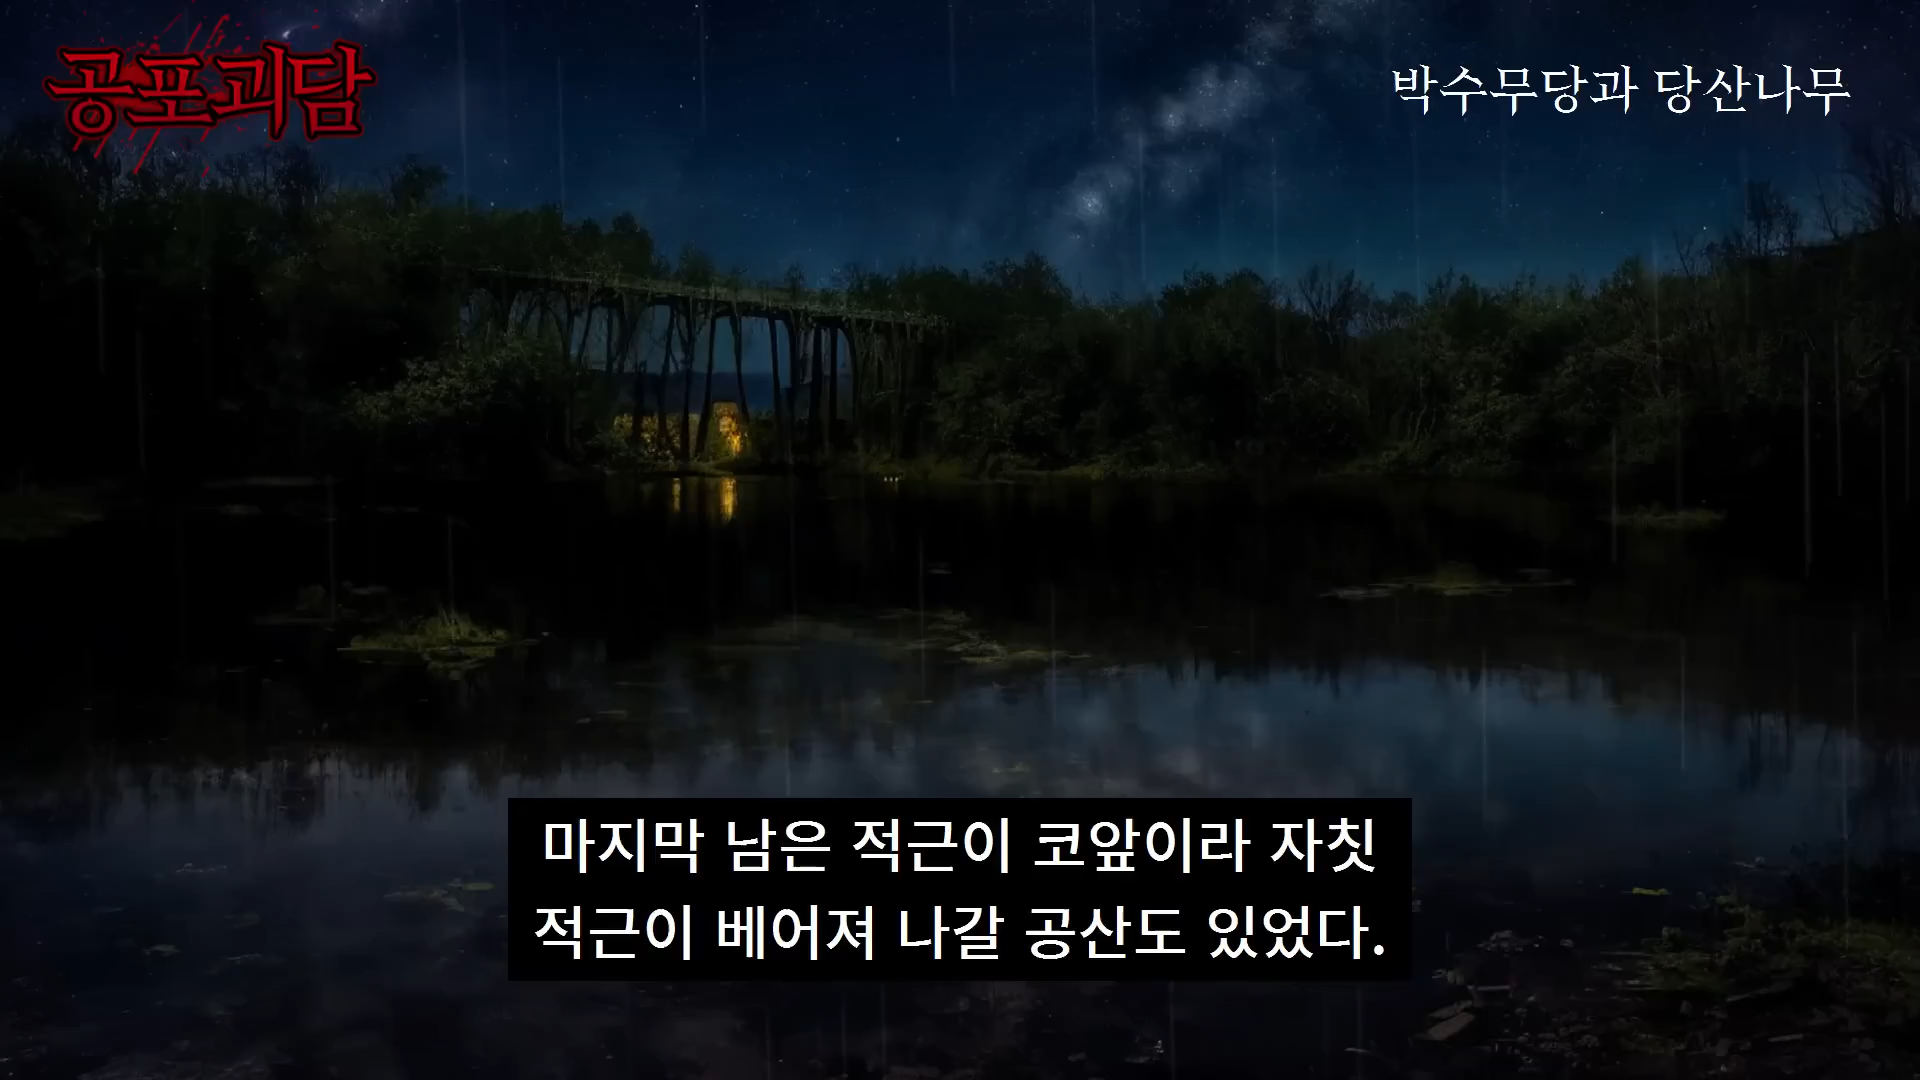 공포괴담
박수무당과 당산나무
마지막 남은 적근이 코앞이라 자칫
적근이 베어져 나갈 공산도 있었다.